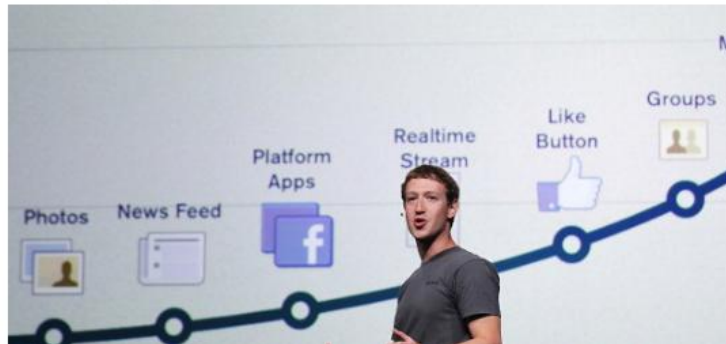 Photos
News Feed
Platform
Apps
Realtime
Stream
Like
Button
Groups
M